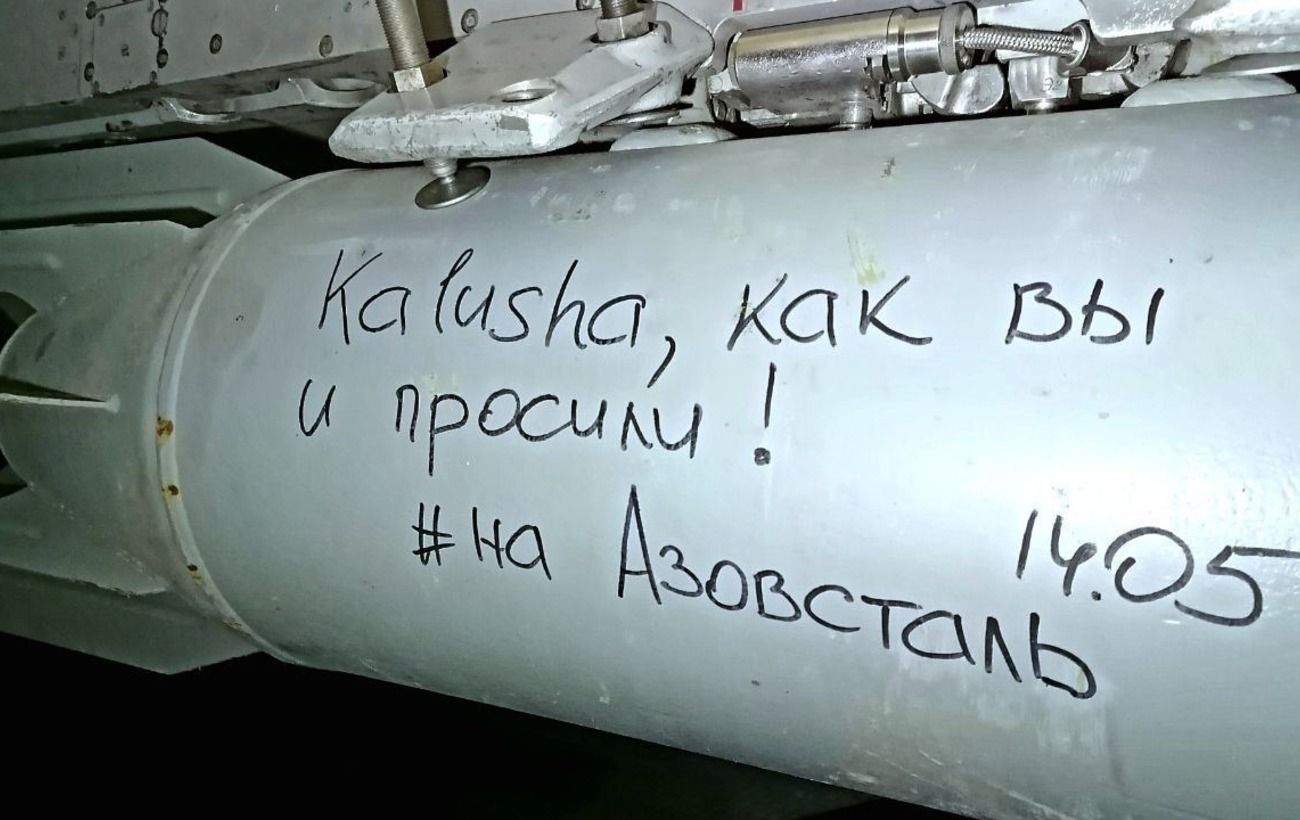 Kalusha, как вы
и просили!
#на Азовсталь
14.05